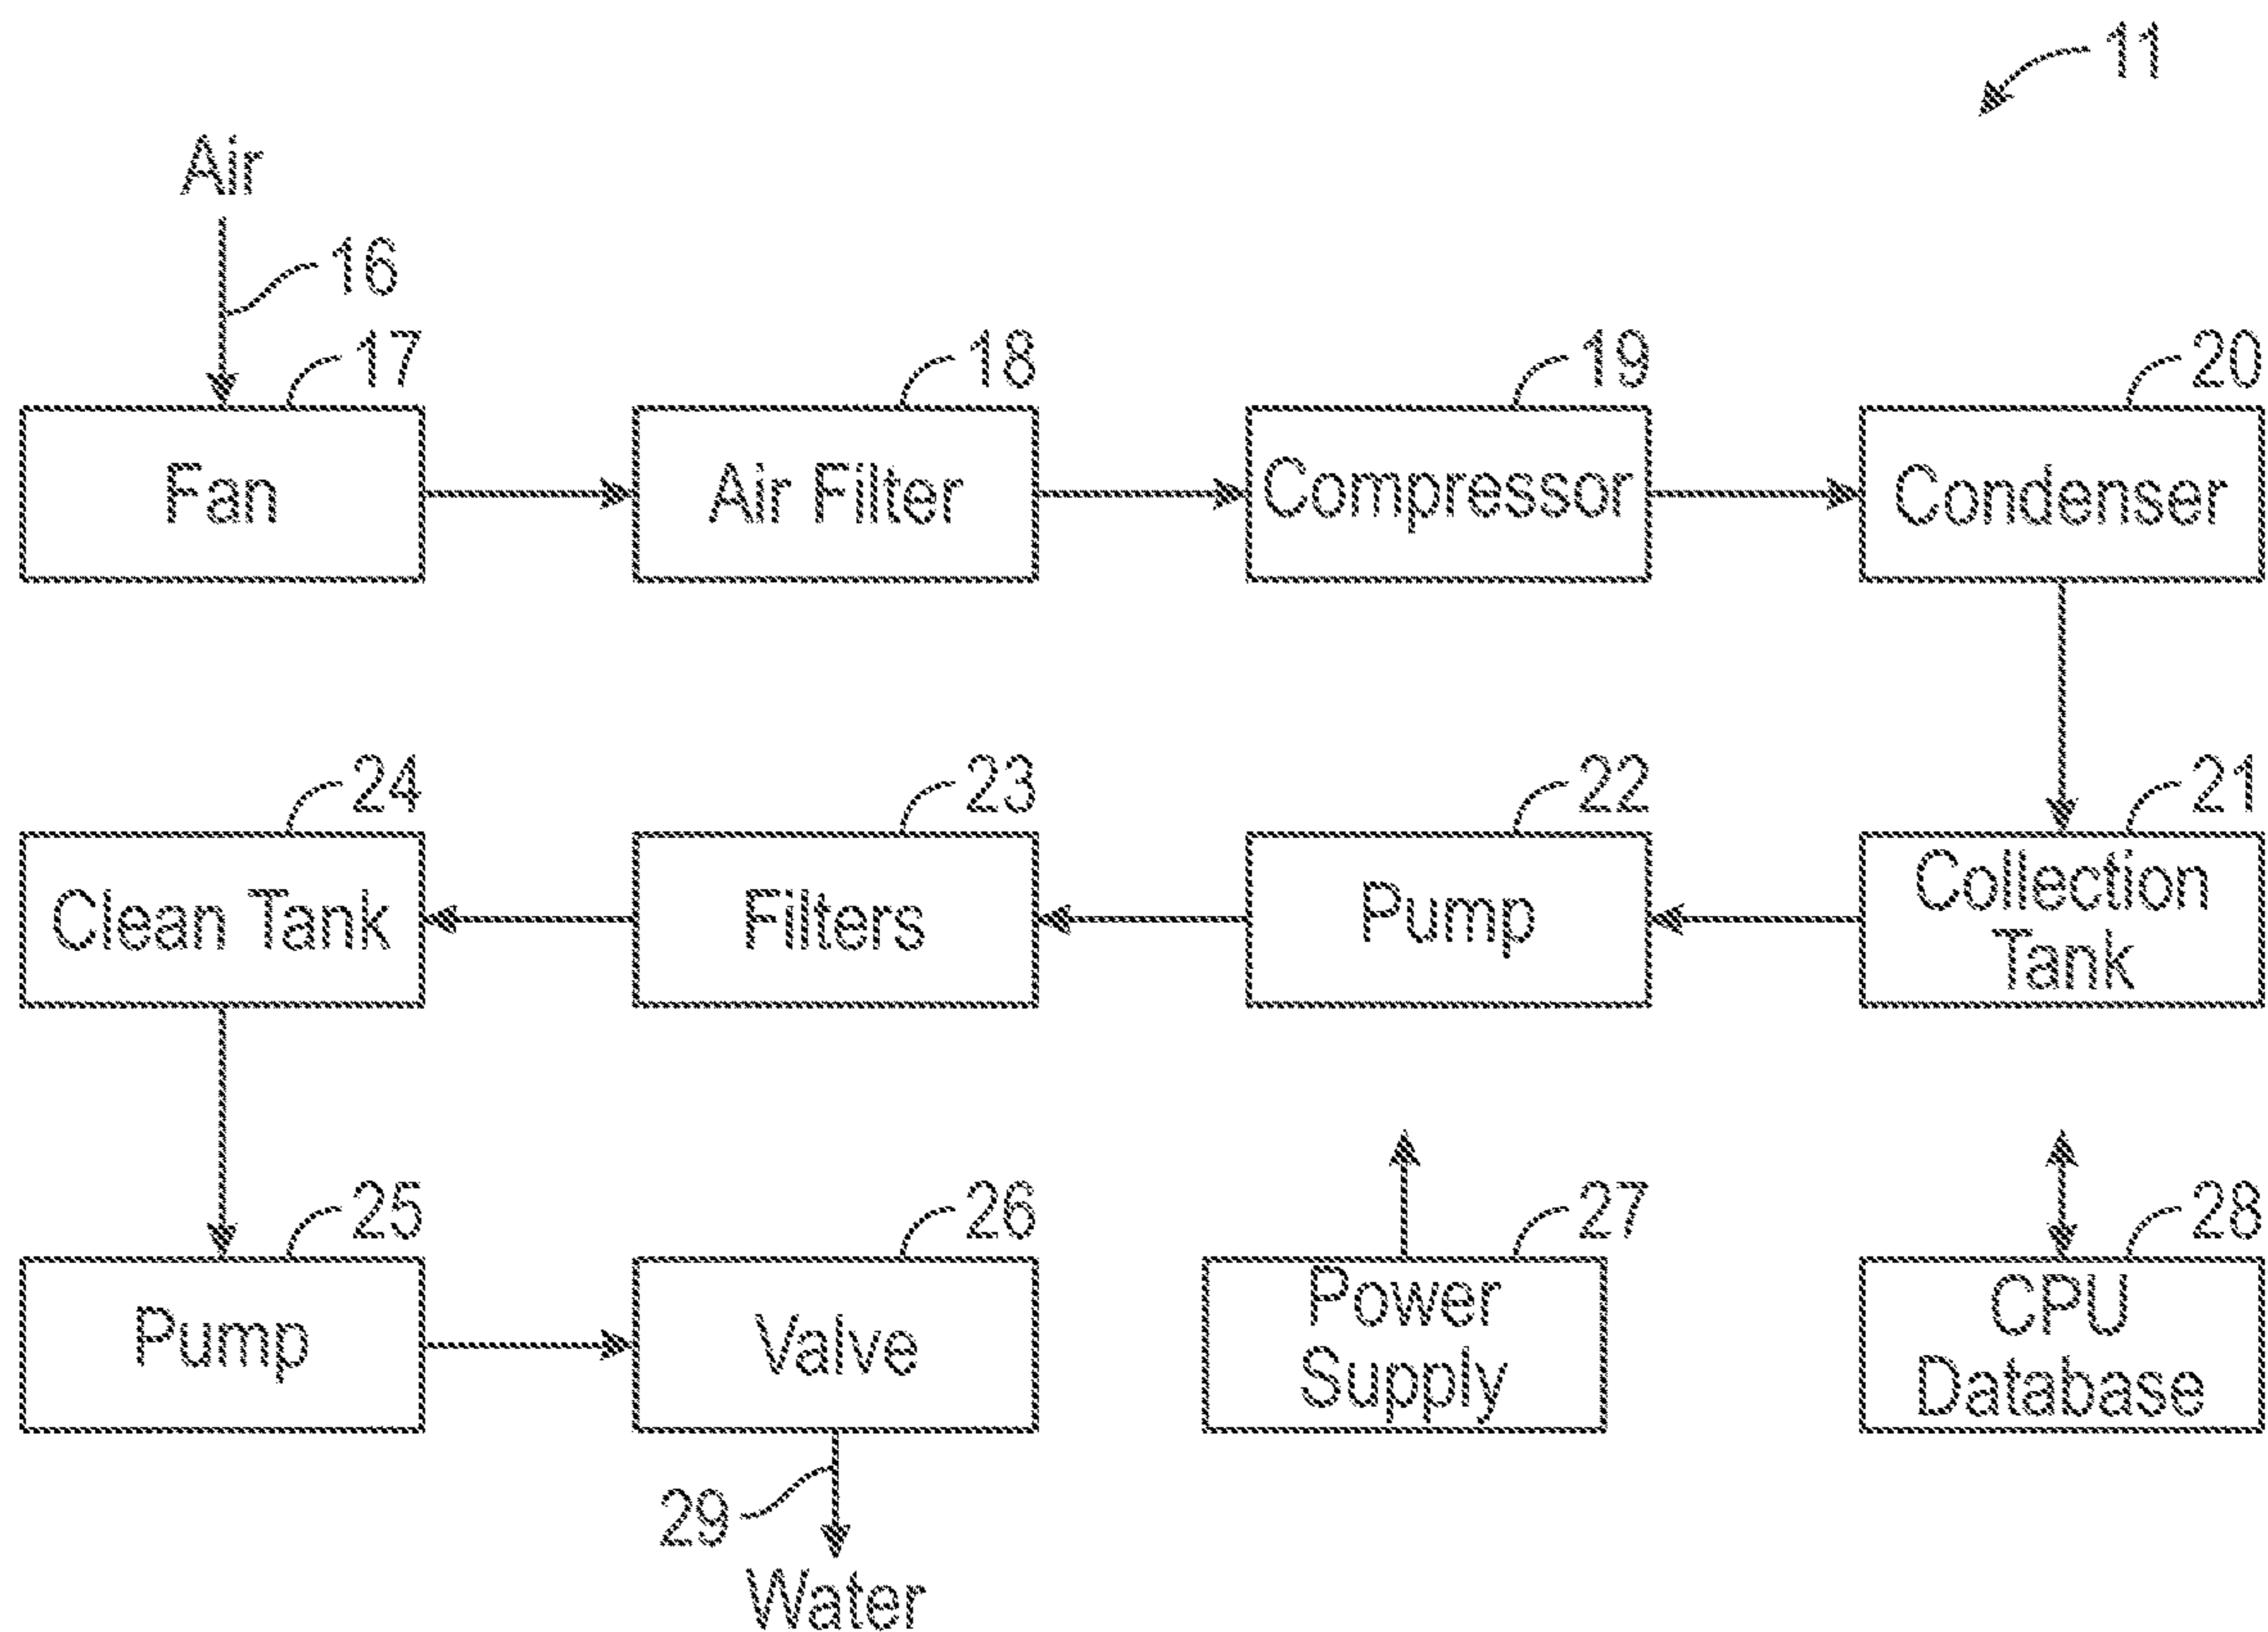 11
Air
16
17
18
19
20
Fan
Air Filter
Compressor
Condenser
24
23
22
21
Clean Tank
Filters
Pump
Collection
Tank
25
26
27
28
Pump
Valve
Power
Supply
CPU
Database
29
Water